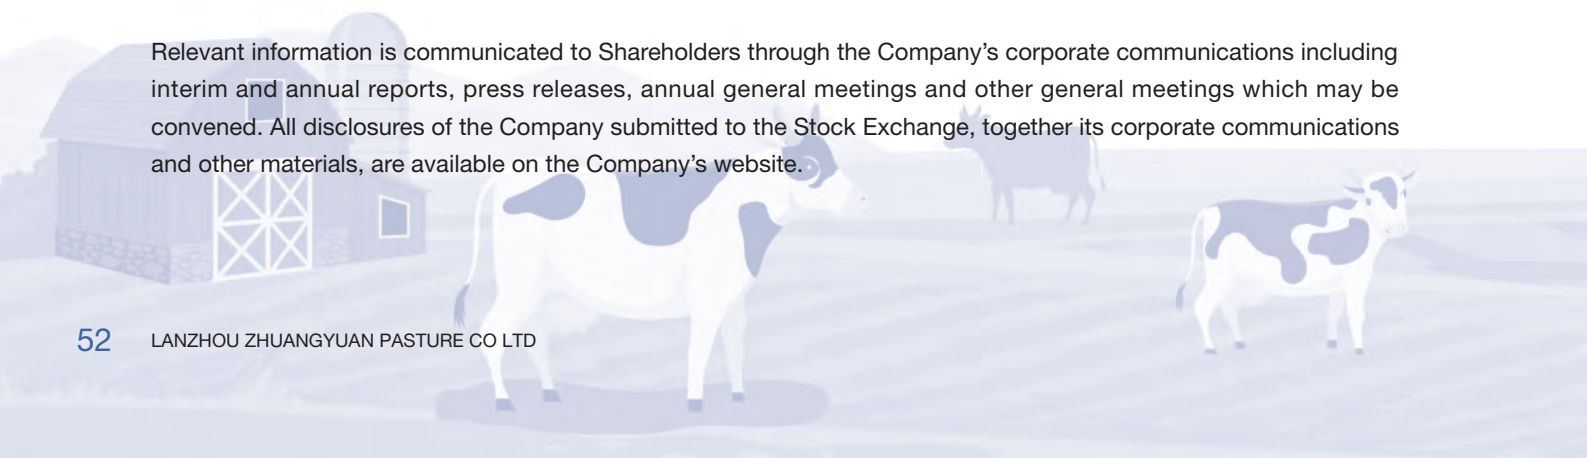 Relevant information is communicated to Shareholders through the Company’s corporate communications including
interim and annual reports, press releases, annual general meetings and other general meetings which may be
convened. All disclosures of the Company submitted to the Stock Exchange, together its corporate communications
and other materials, are available on the Company’s website.
52 LANZHOU ZHUANGYUAN PASTURE CO LTD